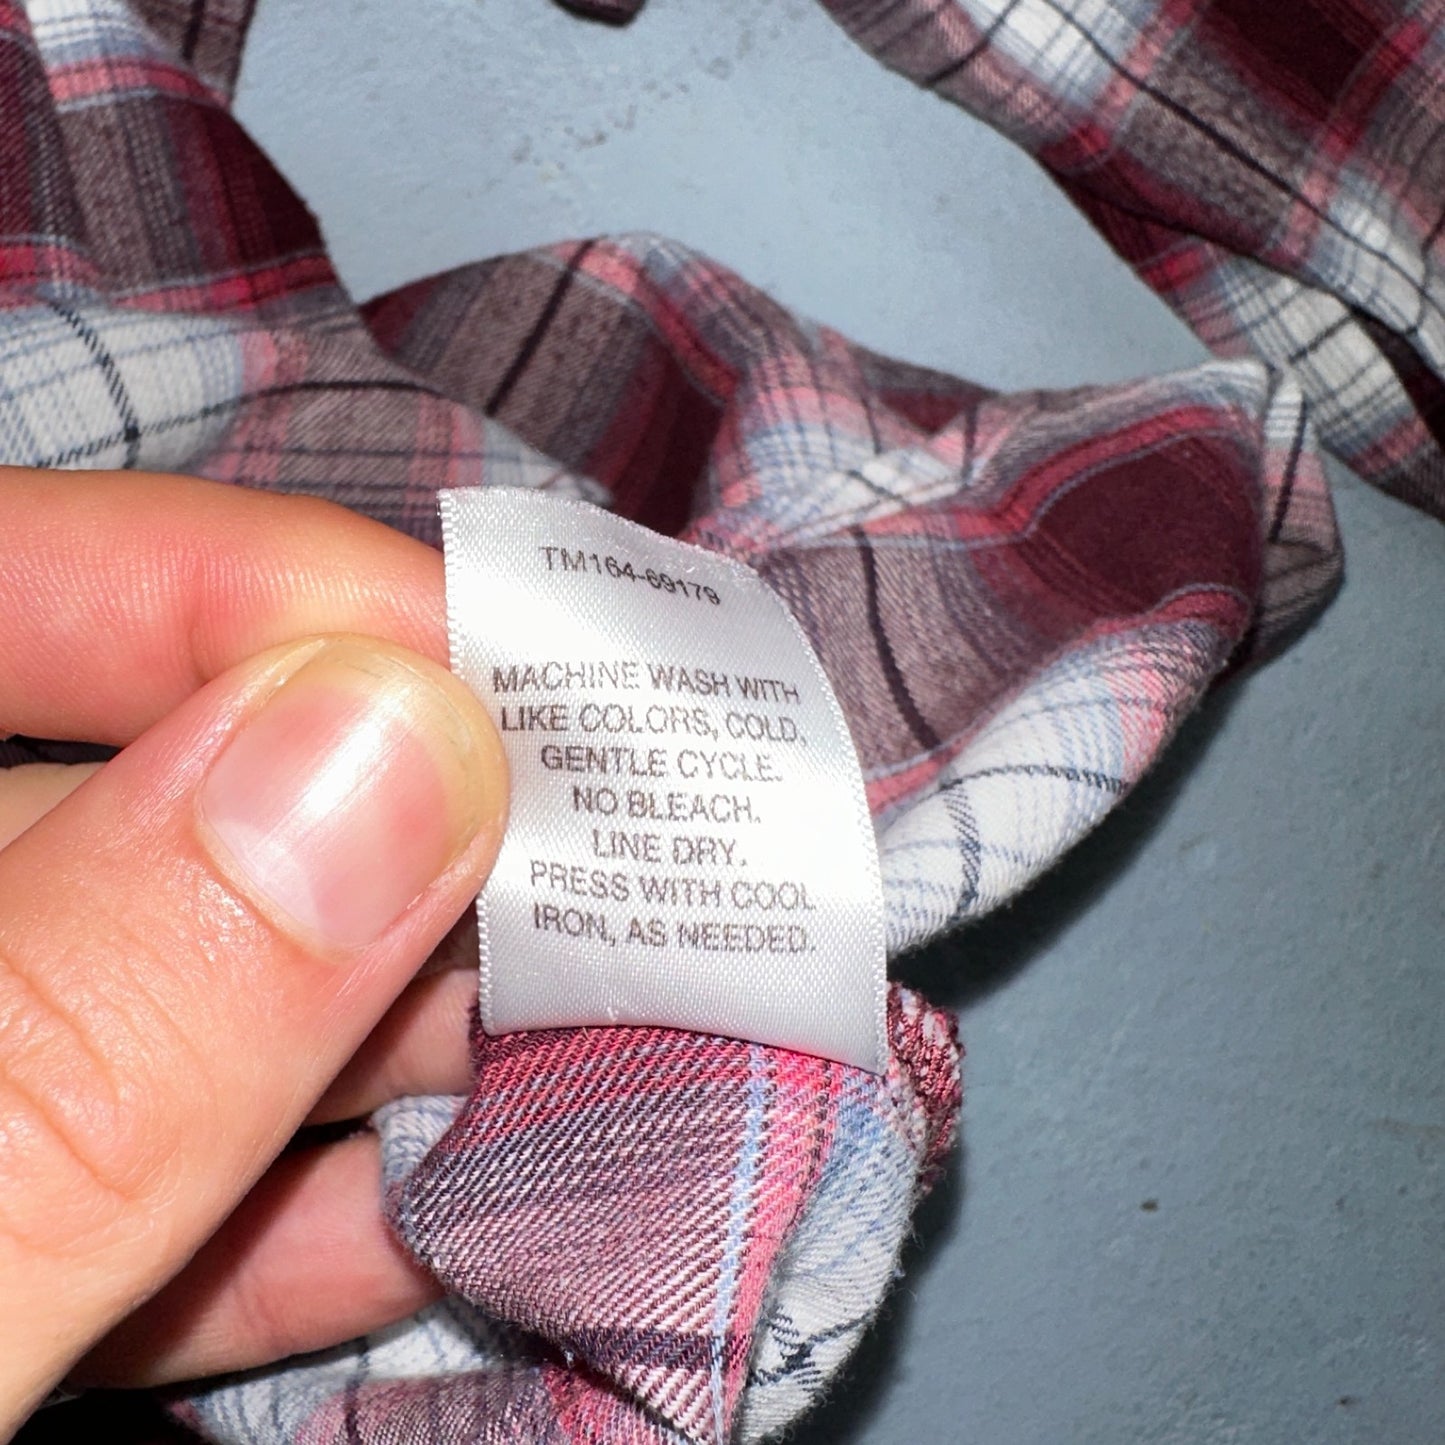 TM164-69179
MACHINE WASH WITH
LIKE COLORS, COLD,
GENTLE CYCLE.
NO BLEACH.
LINE DRY.
PRESS WITH COOL
IRON, AS NEEDED.